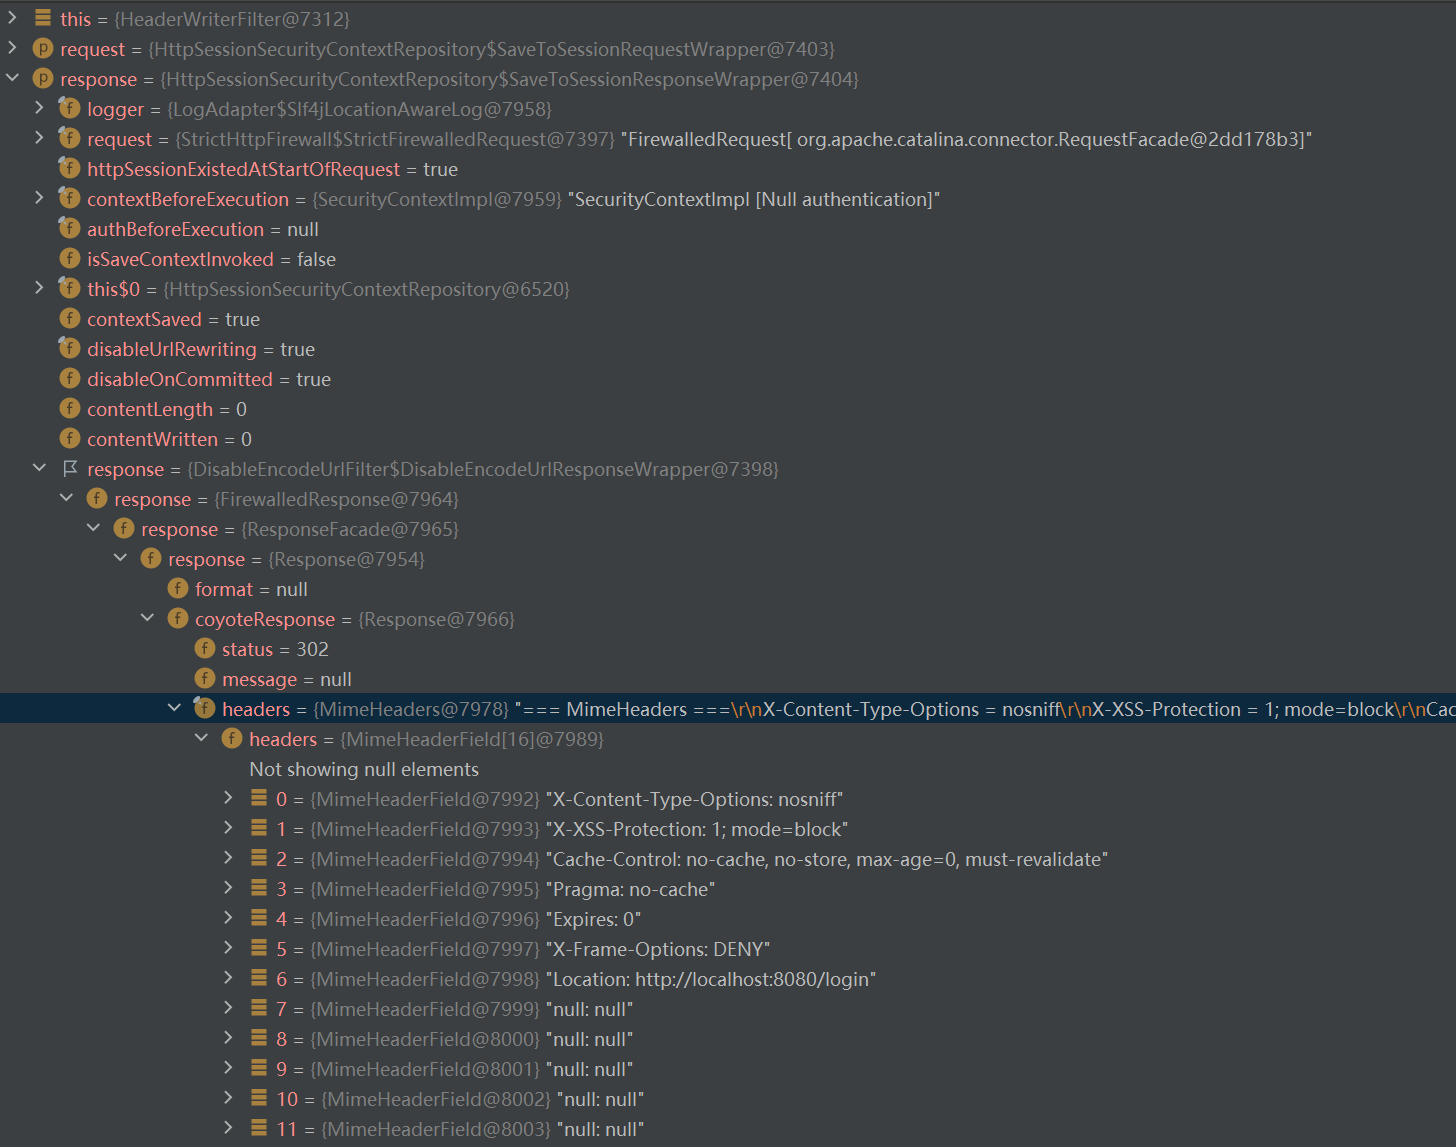 this = {HeaderWriterFilter@7312}
p request = {HttpSessionSecurityContextRepository$SaveToSessionRequestWrapper@7403}
p response = {HttpSessionSecurityContextRepository$SaveToSessionResponseWrapper@7404}
f logger = {LogAdapter$Slf4jLocationAwareLog@7958}
f request = {StrictHttpFirewall$StrictFirewalledRequest@7397} "FirewalledRequest[ org.apache.catalina.connector.RequestFacade@2dd178b3]"
f httpSessionExistedAtStartOfRequest = true
f contextBeforeExecution = {SecurityContextImpl@7959} "SecurityContextImpl [Null authentication]"
f authBeforeExecution = null
f isSaveContextInvoked = false
f this$0 = {HttpSessionSecurityContextRepository@6520}
f contextSaved = true
f disableUrlRewriting = true
f disableOnCommitted = true
f contentLength = 0
f contentWritten = 0
response = {DisableEncodeUrlFilter$DisableEncodeUrlResponseWrapper@7398}
f response = {FirewalledResponse@7964}
f response = {ResponseFacade@7965}
f response = {Response@7954}
f format = null
f coyoteResponse = {Response@7966}
f status = 302
f message = null
f headers = {MimeHeaders@7978} "=== MimeHeaders ===\r\nX-Content-Type-Options = nosniff\r\nX-XSS-Protection = 1; mode=block\r\nCac
f headers = {MimeHeaderField[16]@7989}
Not showing null elements
0 = {MimeHeaderField@7992} "X-Content-Type-Options: nosniff"
1 = {MimeHeaderField@7993} "X-XSS-Protection: 1; mode=block"
2 = {MimeHeaderField@7994} "Cache-Control: no-cache, no-store, max-age=0, must-revalidate"
3 = {MimeHeaderField@7995} "Pragma: no-cache"
4 = {MimeHeaderField@7996} "Expires: 0"
5 = {MimeHeaderField@7997} "X-Frame-Options: DENY"
6 = {MimeHeaderField@7998} "Location: http://localhost:8080/login"
7 = {MimeHeaderField@7999} "null: null"
8 = {MimeHeaderField@8000} "null: null"
9 = {MimeHeaderField@8001} "null: null"
10 = {MimeHeaderField@8002} "null: null"
11 = {MimeHeaderField@8003} "null: null"